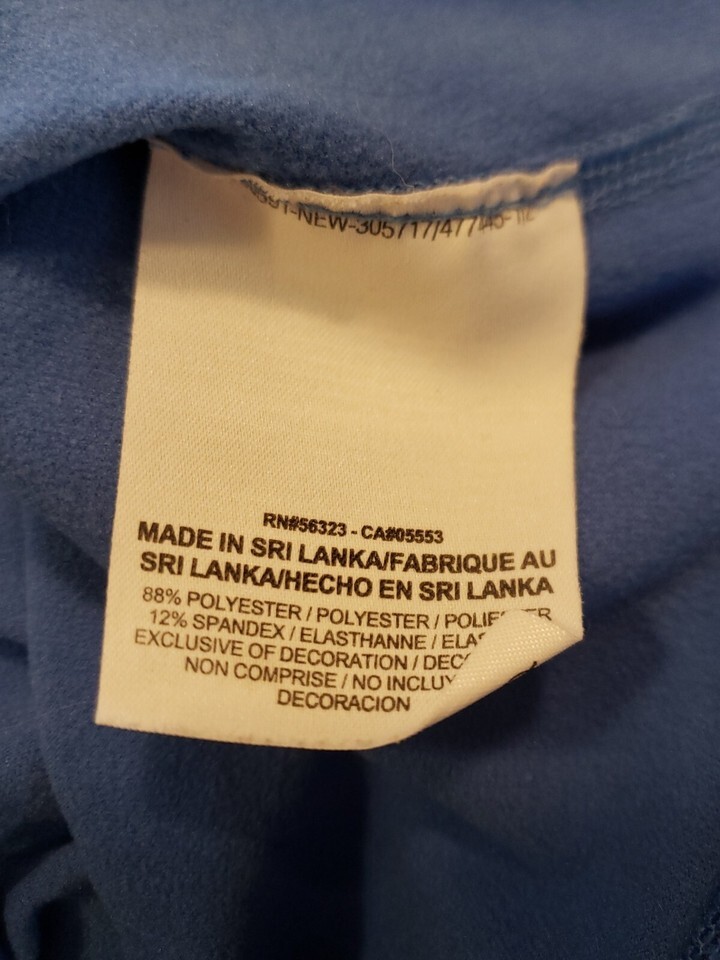 RN#56323 - CA#05553
MADE IN SRI LANKA/FABRIQUE AU
SRI LANKA/HECHO EN SRI LANKA
88% POLYESTER / POLYESTER /
12% SPANDEX / ELASTHANNE /
EXCLUSIVE OF DECORATION /
NON COMPRISE / NO
DECORACION